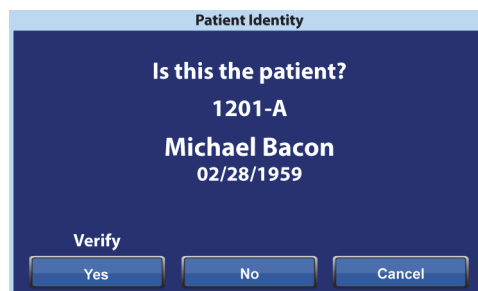 Patient Identity
Is this the patient?
1201-A
Michael Bacon
02/28/1959
Verify
Yes No Cancel